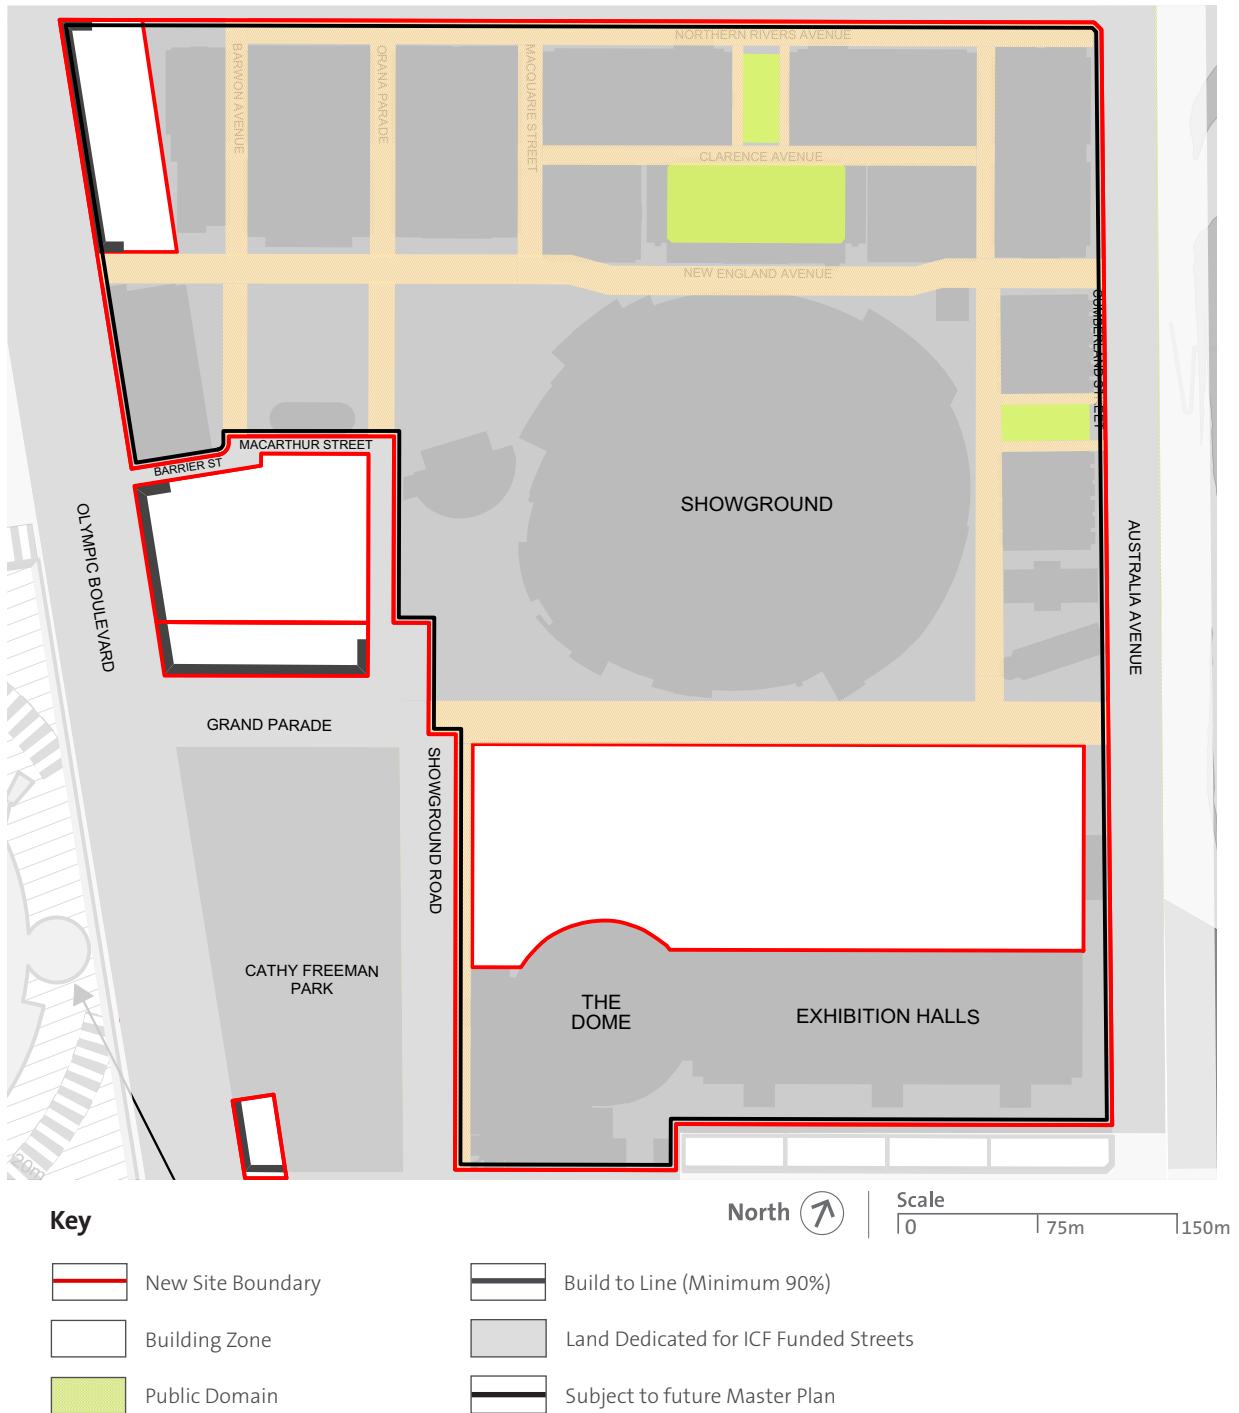 NORTHERN RIVERS AVENUE
BARWON AVENUE
ORANA PARADE
MACQUARIE STREET
CLARENCE AVENUE
NEW ENGLAND AVENUE
CUMBERLAND STREET
MACARTHUR STREET
BARRIER ST
SHOWGROUND
OLYMPIC BOULEVARD
AUSTRALIA AVENUE
GRAND PARADE
SHOWGROUND ROAD
CATHY FREEMAN
PARK
THE
DOME
EXHIBITION HALLS
20m
Key
North
Scale
0 75m 150m
New Site Boundary
Build to Line (Minimum 90%)
Building Zone
Land Dedicated for ICF Funded Streets
Public Domain
Subject to future Master Plan